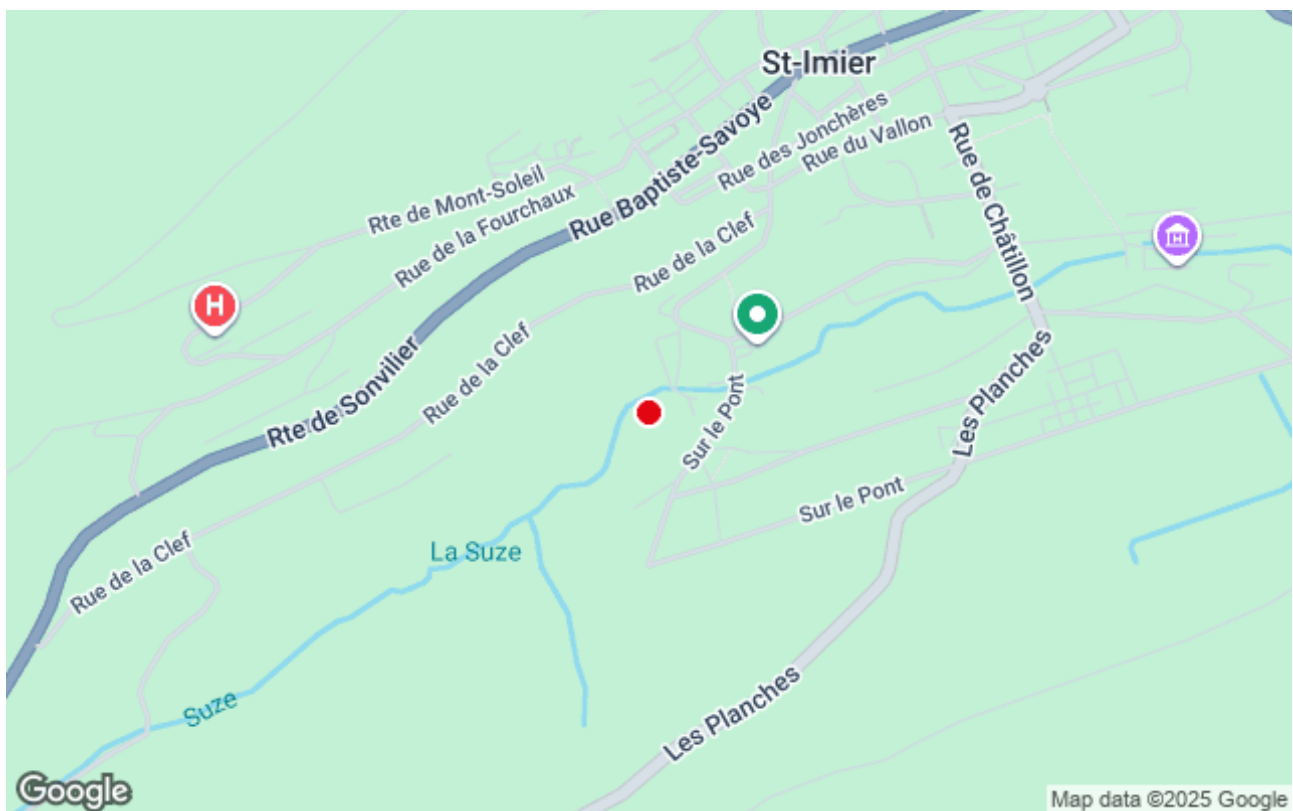 St-Imier
Rue Baptiste-Savoye
Rue des Jonchères
Rue du Vallon
Rue de Châtillon
Rte de Mont-Soleil
Rue de la Fourchaux
Rue de la Clef
H
H
Rte de Sonvilier
Rue de la Clef
Les Planches
Sur le Pont
Sur le Pont
Rue de la Clef
La Suze
Suze
Les Planches
Google
Map data ©2025 Google